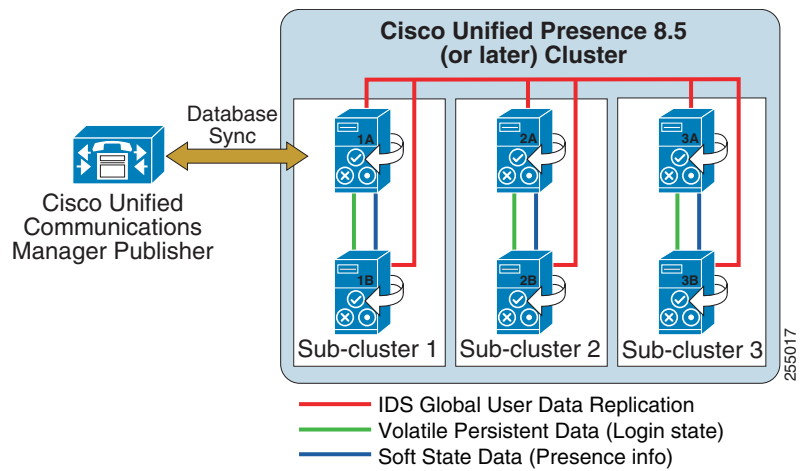 Cisco Unified Presence 8.5
(or later) Cluster
Database
Sync
Cisco Unified
Communications
Manager Publisher
1A
2A
3A
1B
2B
3B
Sub-cluster 1
Sub-cluster 2
Sub-cluster 3
255017
IDS Global User Data Replication
Volatile Persistent Data (Login state)
Soft State Data (Presence info)